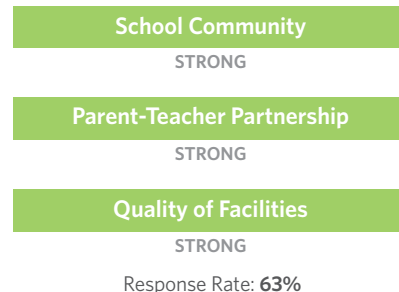 School Community
STRONG
Parent-Teacher Partnership
STRONG
Quality of Facilities
STRONG
Response Rate: 63%